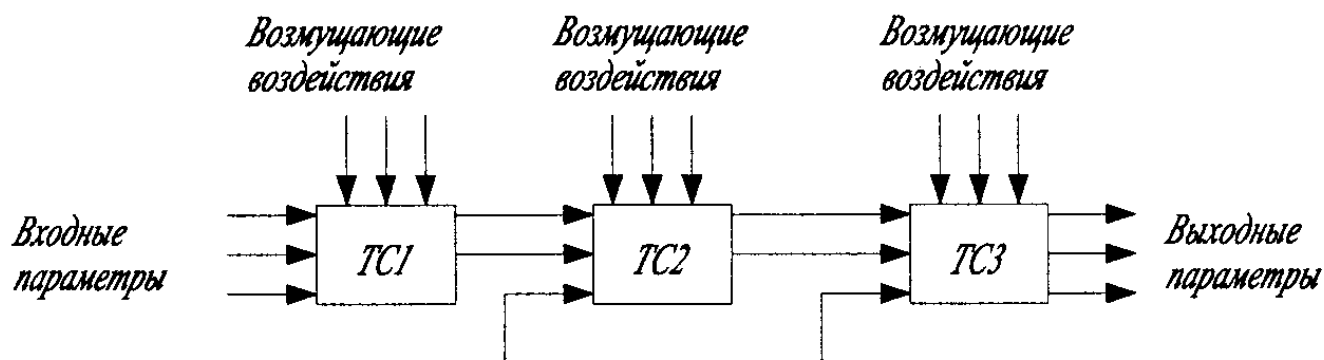 Возмущающие
воздействия
Возмущающие
воздействия
Возмущающие
воздействия
Входные
параметры
ТС1
ТС2
ТС3
Выходные
параметры